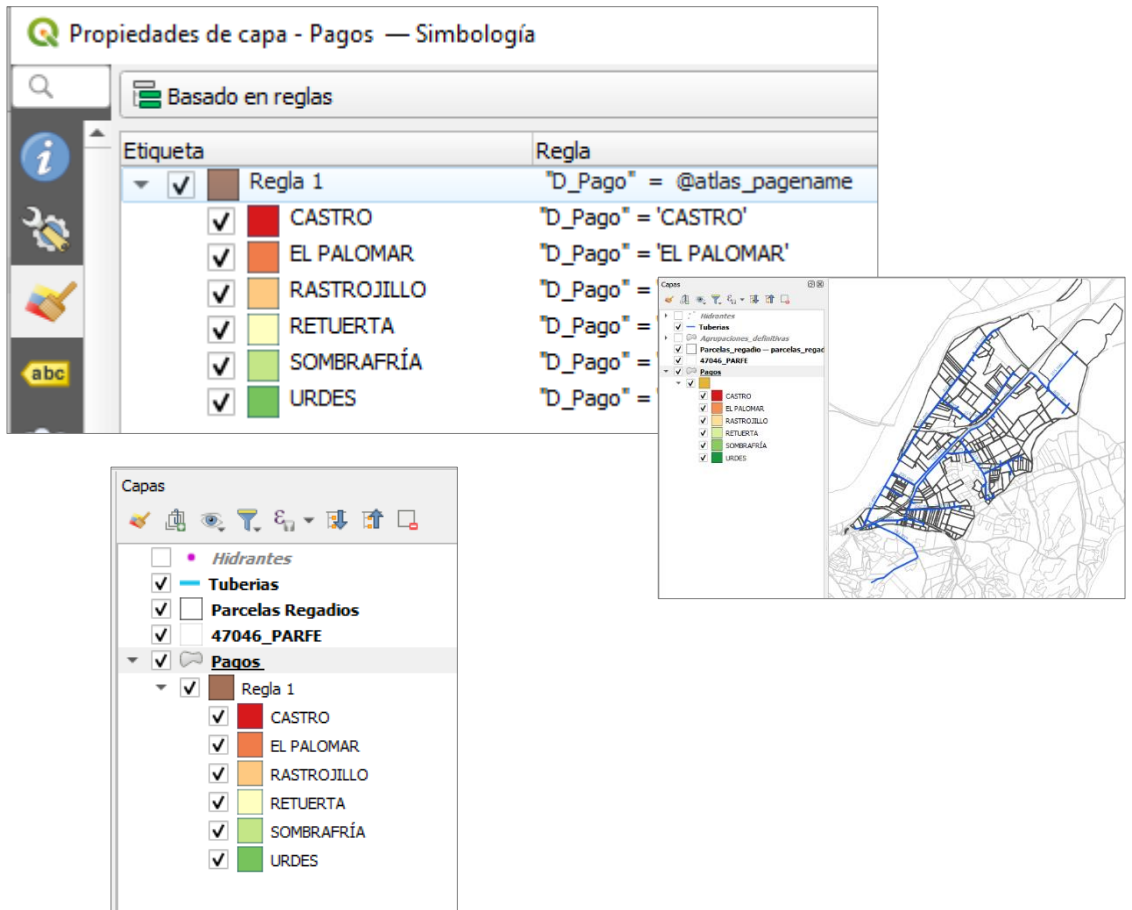 Propiedades de capa - Pagos — Simbología
Basado en reglas
Etiqueta Regla
Regla 1 "D_Pago" = @atlas_pagename
CASTRO "D_Pago" = 'CASTRO'
EL PALOMAR "D_Pago" = 'EL PALOMAR'
RASTROJILLO "D_Pago" = '
RETUERTA "D_Pago" = '
SOMBRAFRÍA "D_Pago" = '
URDES "D_Pago" = '
abc
Capas
Hidrantes
Tuberias
Agrupaciones_definitivas
Parcelas_regadio — parcelas_regad
47046_PARFE
Pagos
CASTRO
EL PALOMAR
RASTROJILLO
RETUERTA
SOMBRAFRÍA
URDES
Capas
Hidrantes
Tuberias
Parcelas Regadios
47046_PARFE
Pagos
Regla 1
CASTRO
EL PALOMAR
RASTROJILLO
RETUERTA
SOMBRAFRÍA
URDES